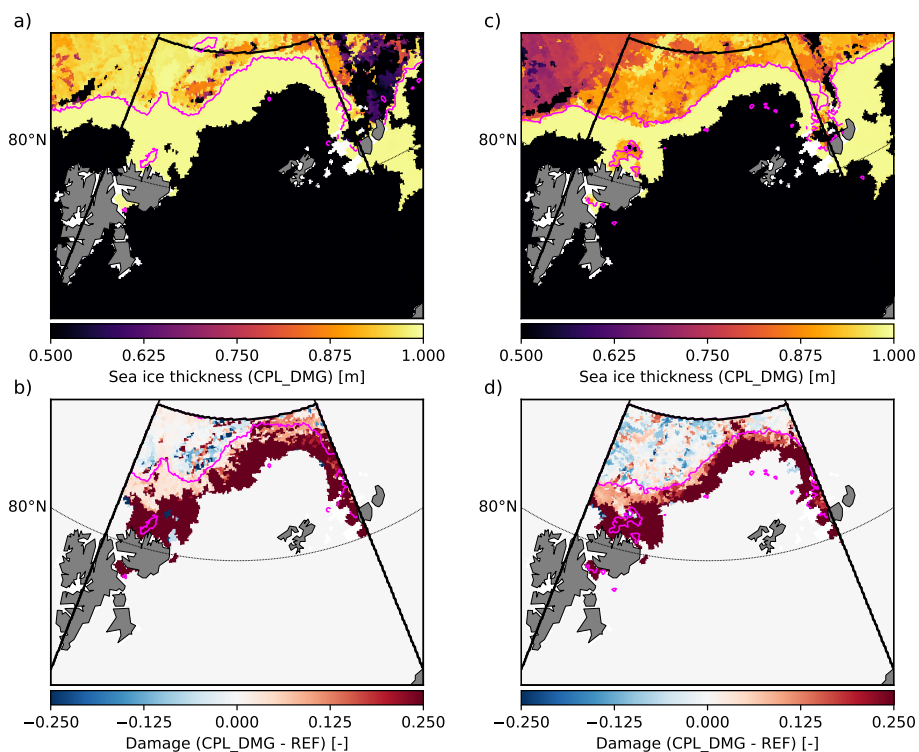 a)
c)
80°N
80°N
0.500 0.625 0.750 0.875 1.000
0.500 0.625 0.750 0.875 1.000
Sea ice thickness (CPL_DMG) [m]
Sea ice thickness (CPL_DMG) [m]
b)
d)
80°N
80°N
−0.250 −0.125 0.000 0.125 0.250
−0.250 −0.125 0.000 0.125 0.250
Damage (CPL_DMG - REF) [-]
Damage (CPL_DMG - REF) [-]